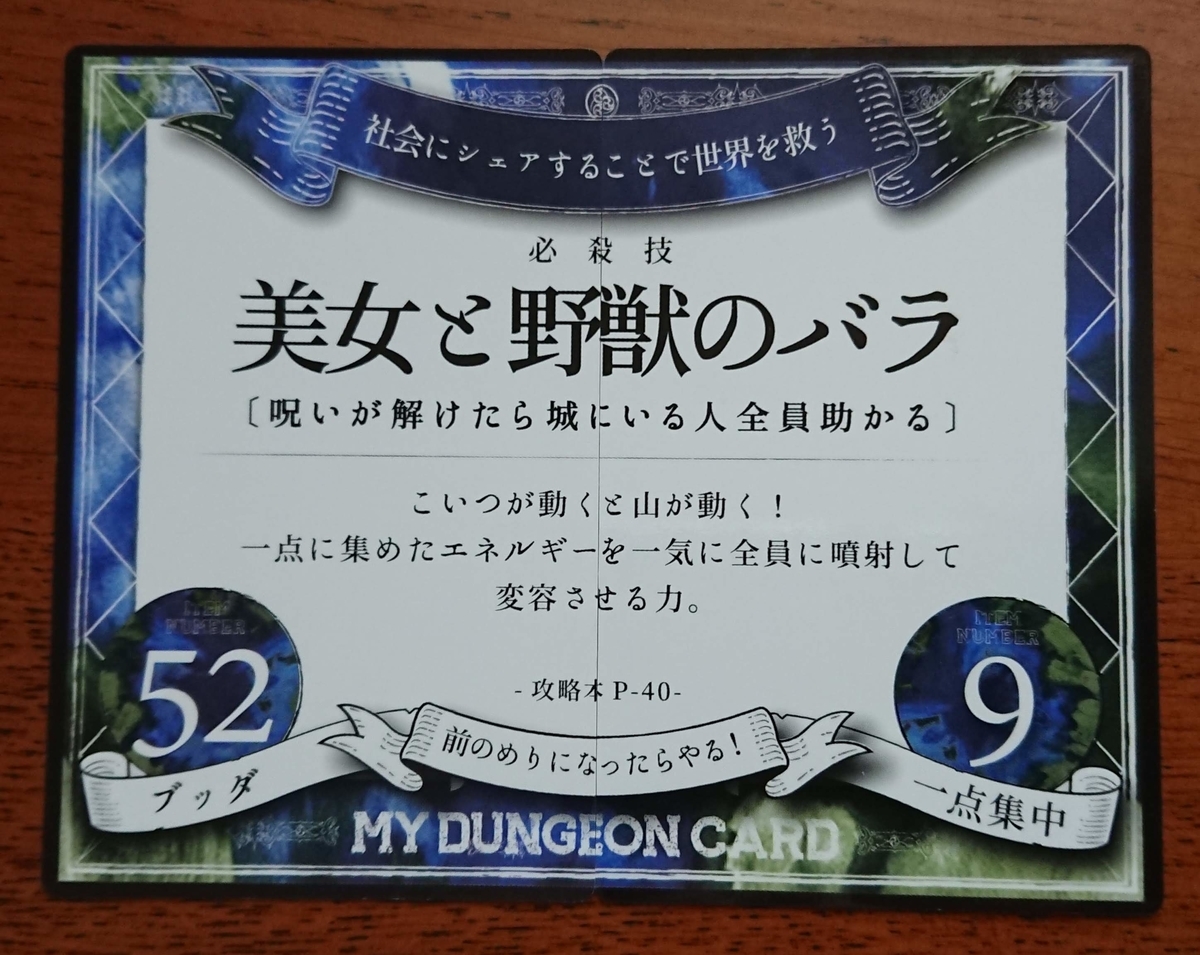 社会にシェアすることで世界を救う
必殺技
美女と野獣のバラ
〔呪いが解けたら城にいる人全員助かる〕
こいつが動くと山が動く！
一点に集めたエネルギーを一気に全員に噴射して
変容させる力。
- 攻略本 P-40-
ITEM
NUMBER
52
ブッダ
前のめりになったらやる！
ITEM
NUMBER
9
一点集中
MY DUNGEON CARD